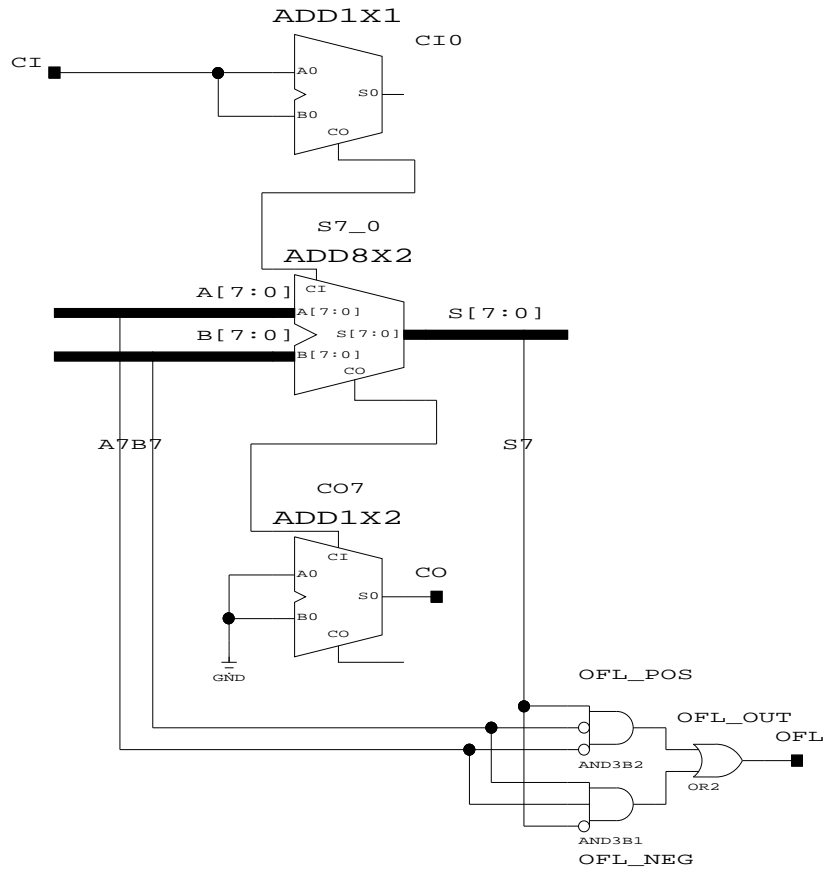 ADD1X1
CI0
CI
A0
S0
B0
CO
S7_0
ADD8X2
A[7:0]
CI
A[7:0]
S[7:0]
B[7:0]
S[7:0]
B[7:0]
CO
A7B7
S7
CO7
ADD1X2
CI
A0
CO
S0
B0
CO
GND
OFL_POS
OFL_OUT
OFL
AND3B2
OR2
AND3B1
OFL_NEG